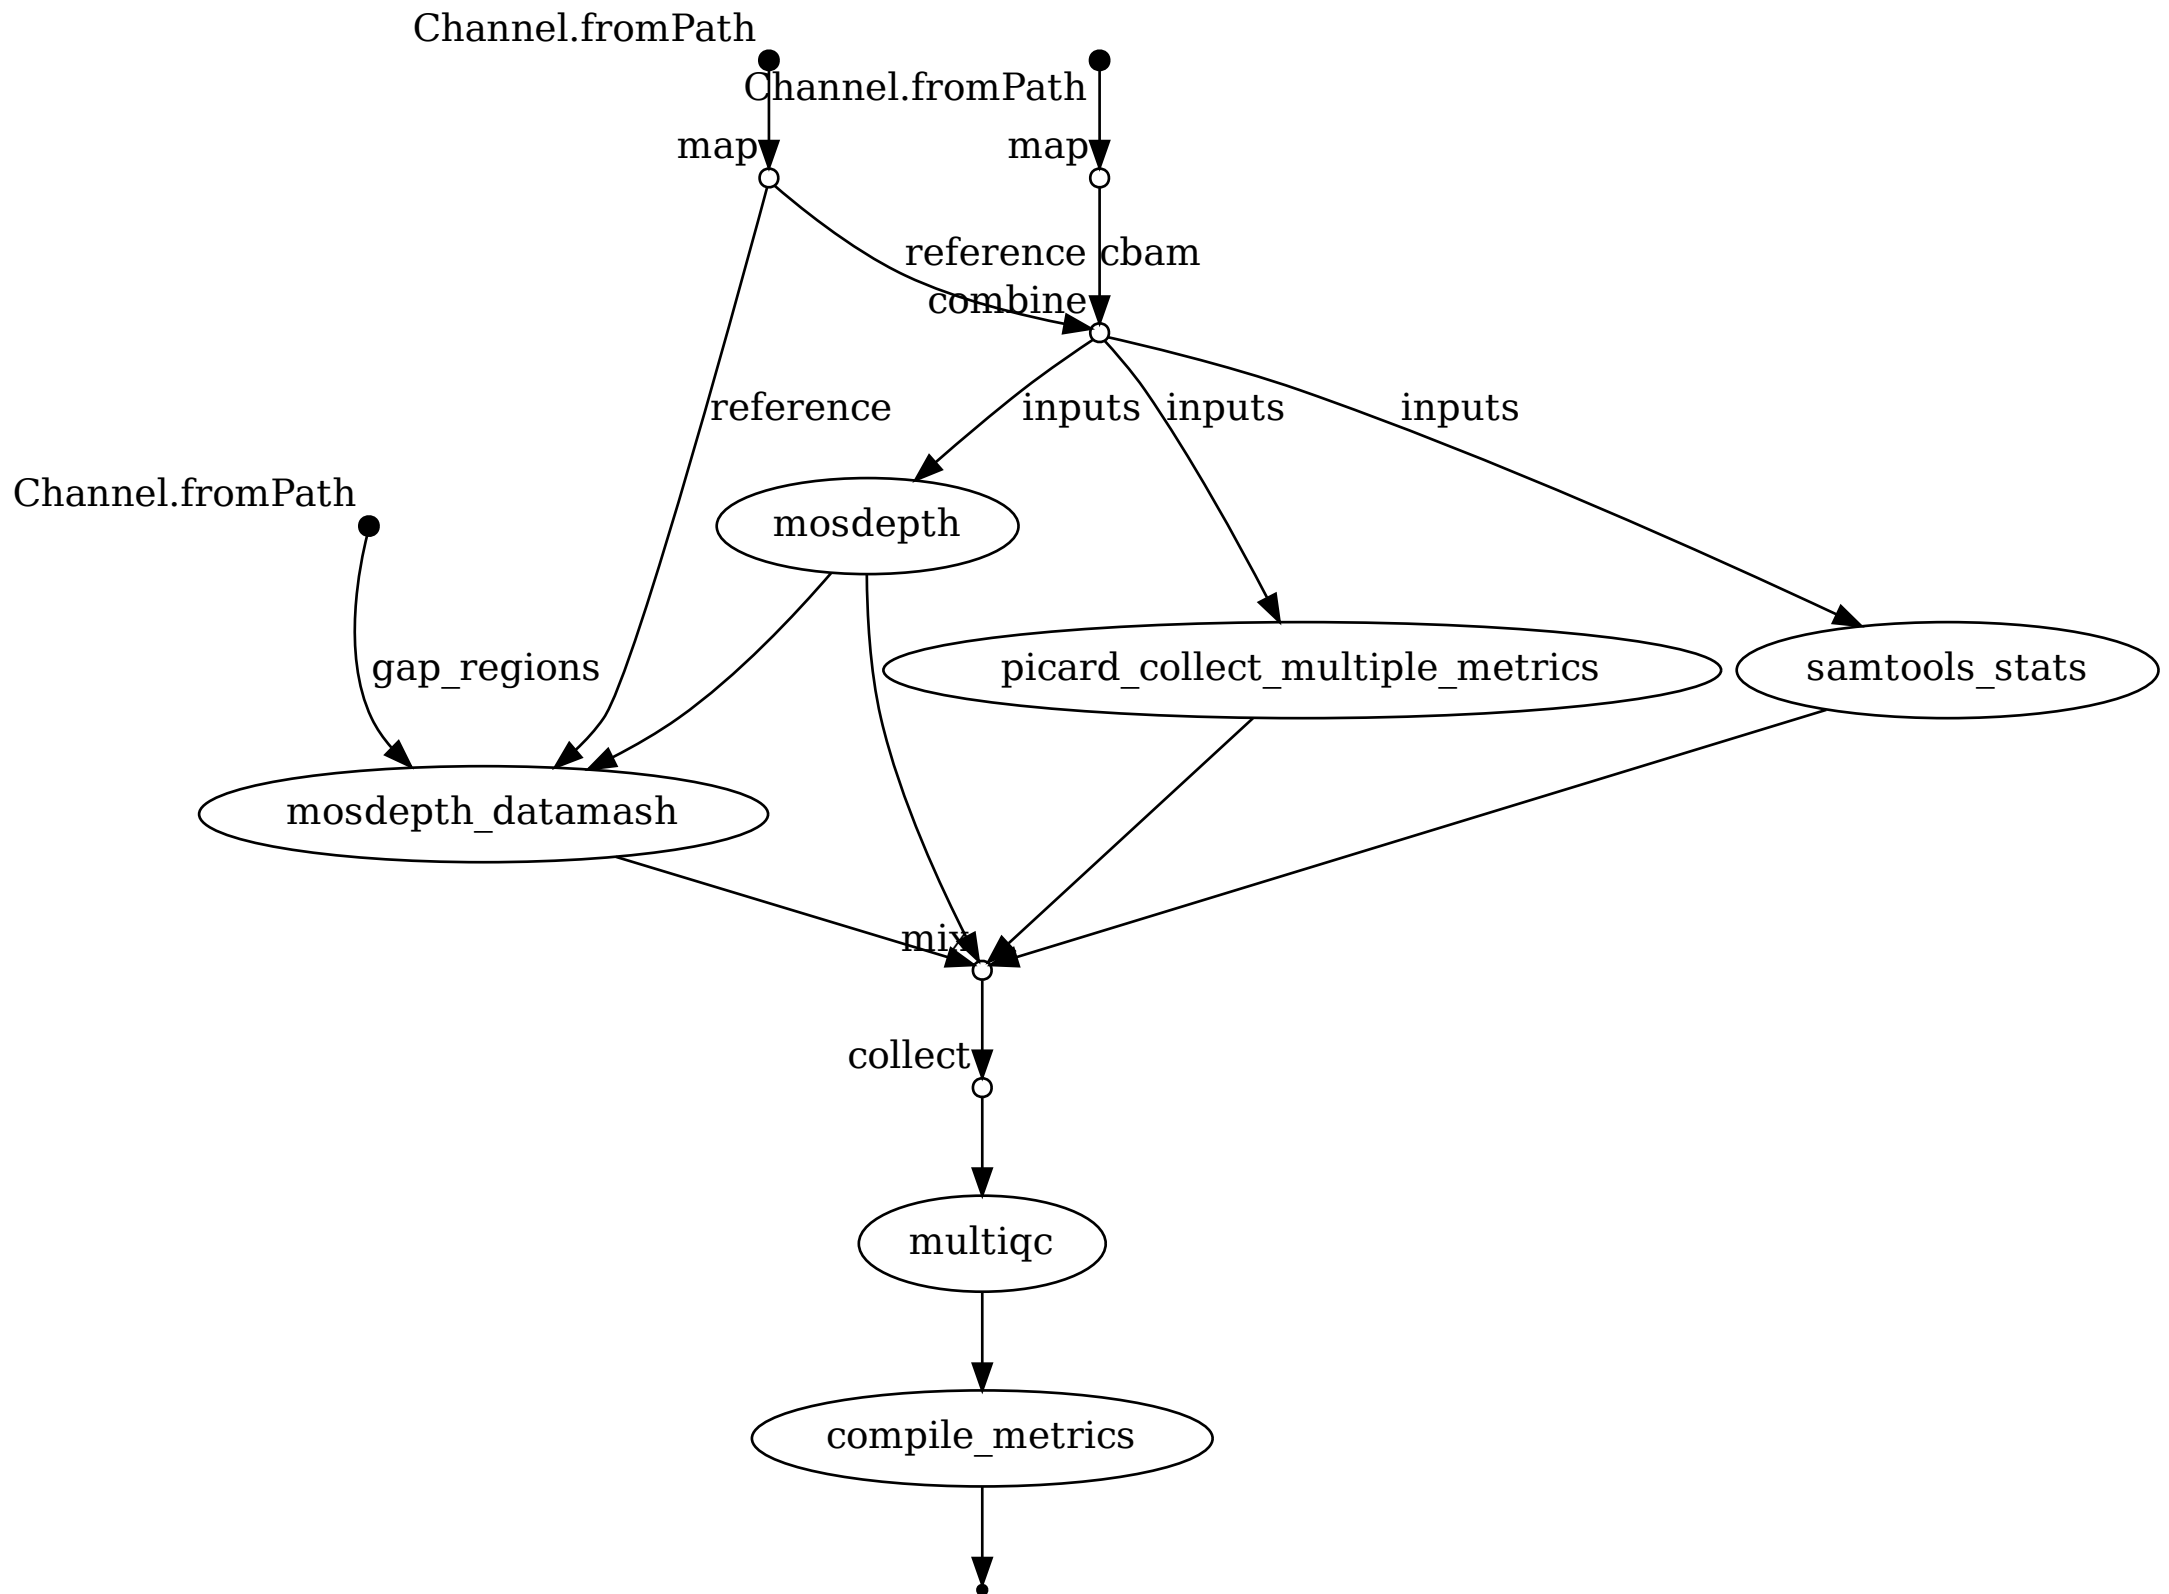 Channel.fromPath
Channel.fromPath
map
map
reference
cbam
combine
reference
inputs
inputs
inputs
Channel.fromPath
mosdepth
gap_regions
picard_collect_multiple_metrics
samtools_stats
mosdepth_datamash
mix
collect
multiqc
compile_metrics